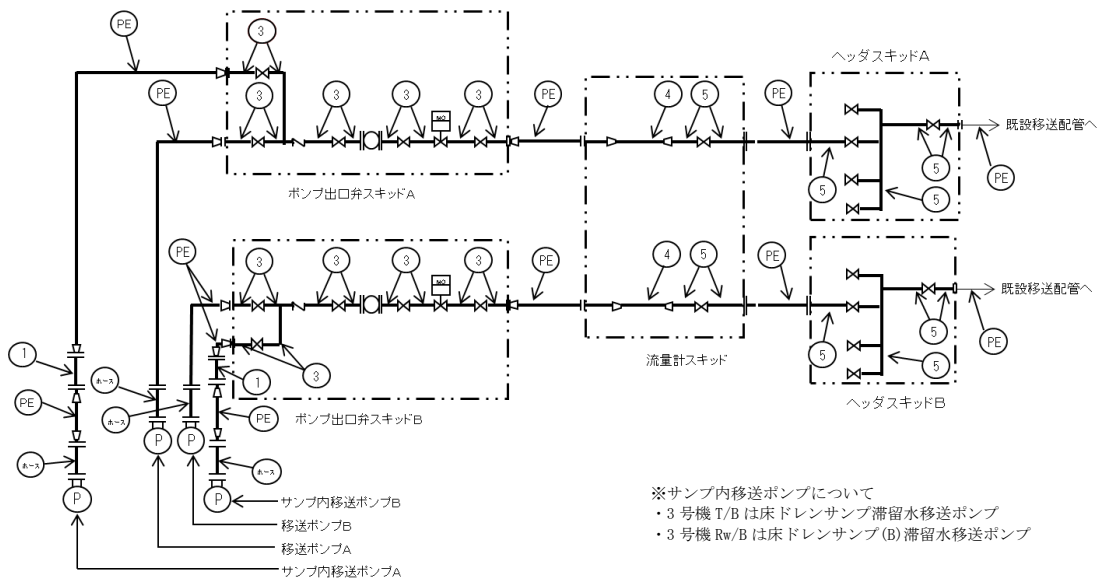 PE
3
ヘッダスキッドA
PE
3
3
3
3
PE
4
5
PE
MO
既設移送配管へ
5
PE
5
5
ポンプ出口弁スキッドA
PE
3
3
3
3
PE
4
5
PE
ヘッダスキッドB
MO
既設移送配管へ
5
PE
5
5
流量計スキッド
1
3
1
ホース
PE
ホース
PE
ポンプ出口弁スキッドB
P
P
ホース
ホース
P
P
サンプ内移送ポンプB
移送ポンプB
移送ポンプA
サンプ内移送ポンプA
※サンプ内移送ポンプについて
・3号機 T/B は床ドレンサンプ滞留水移送ポンプ
・3号機 Rw/B は床ドレンサンプ(B)滞留水移送ポンプ